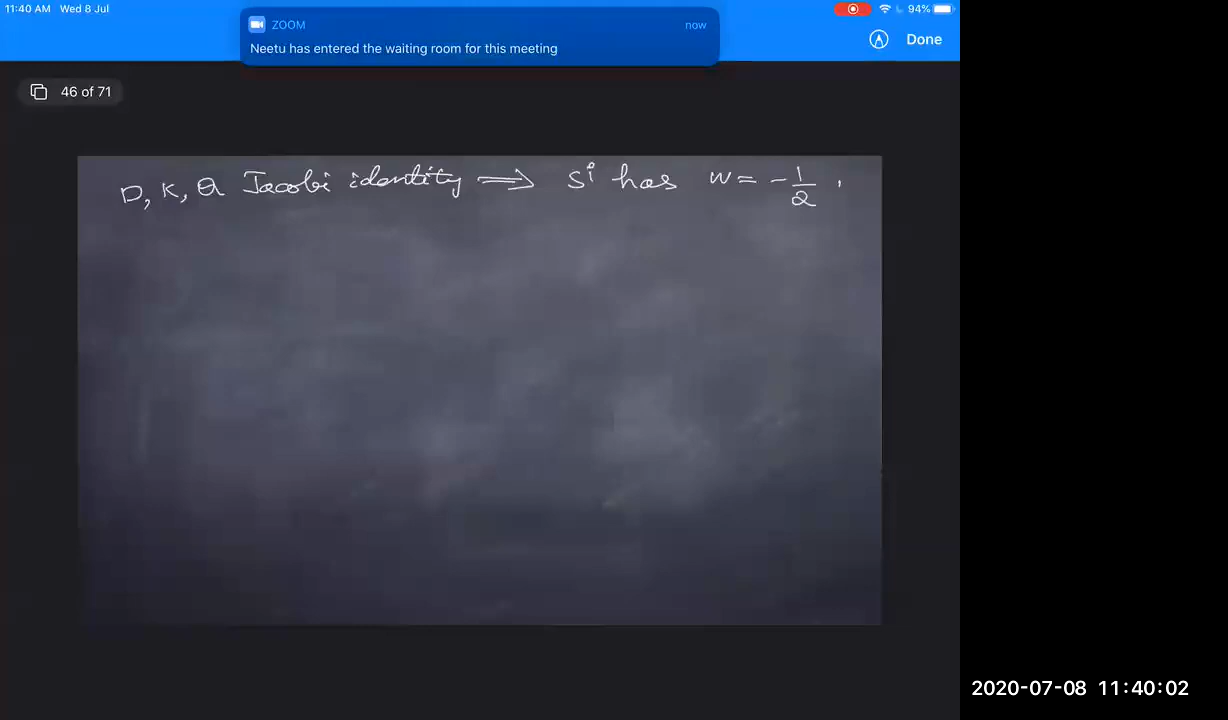 11:40 AM Wed 8 Jul
94%
ZOOM now
Neetu has entered the waiting room for this meeting
Done
46 of 71
D, K, Q Jacobi identity ⟹ Sⁱ has w = -1/2 .
2020-07-08 11:40:02